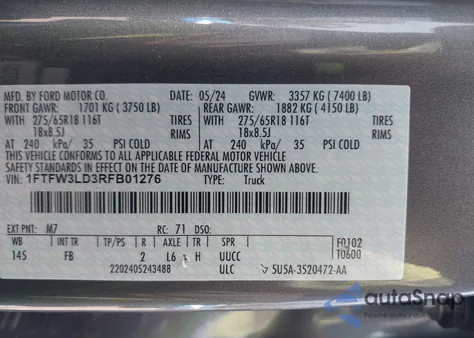 MFD. BY FORD MOTOR CO. 05/24 GVWR: 3357 KG ( 7400 LB)
FRONT GAWR: 1701 KG ( 3750 LB) REAR GAWR: 1882 KG ( 4150 LB)
WITH 275/65R18 116T TIRES WITH 275/65R18 116T TIRES
18x8.5J RIMS 18x8.5J RIMS
AT 240 kPa/ 35 PSI COLD AT 240 kPa/ 35 PSI COLD
THIS VEHICLE CONFORMS TO ALL APPLICABLE FEDERAL MOTOR VEHICLE
SAFETY STANDARDS IN EFFECT ON THE DATE OF MANUFACTURE SHOWN ABOVE.
VIN: 1FTFW3LD3RFB01276 TYPE: Truck
EXT PNT: M7 RC: 71 DSO: F0102
WB INT TR TP/PS R AXLE TR SPR T0600
145 FB 2 L6 H UUCC
2202405243488 ULC 5U5A-3520472-AA
autoSnap